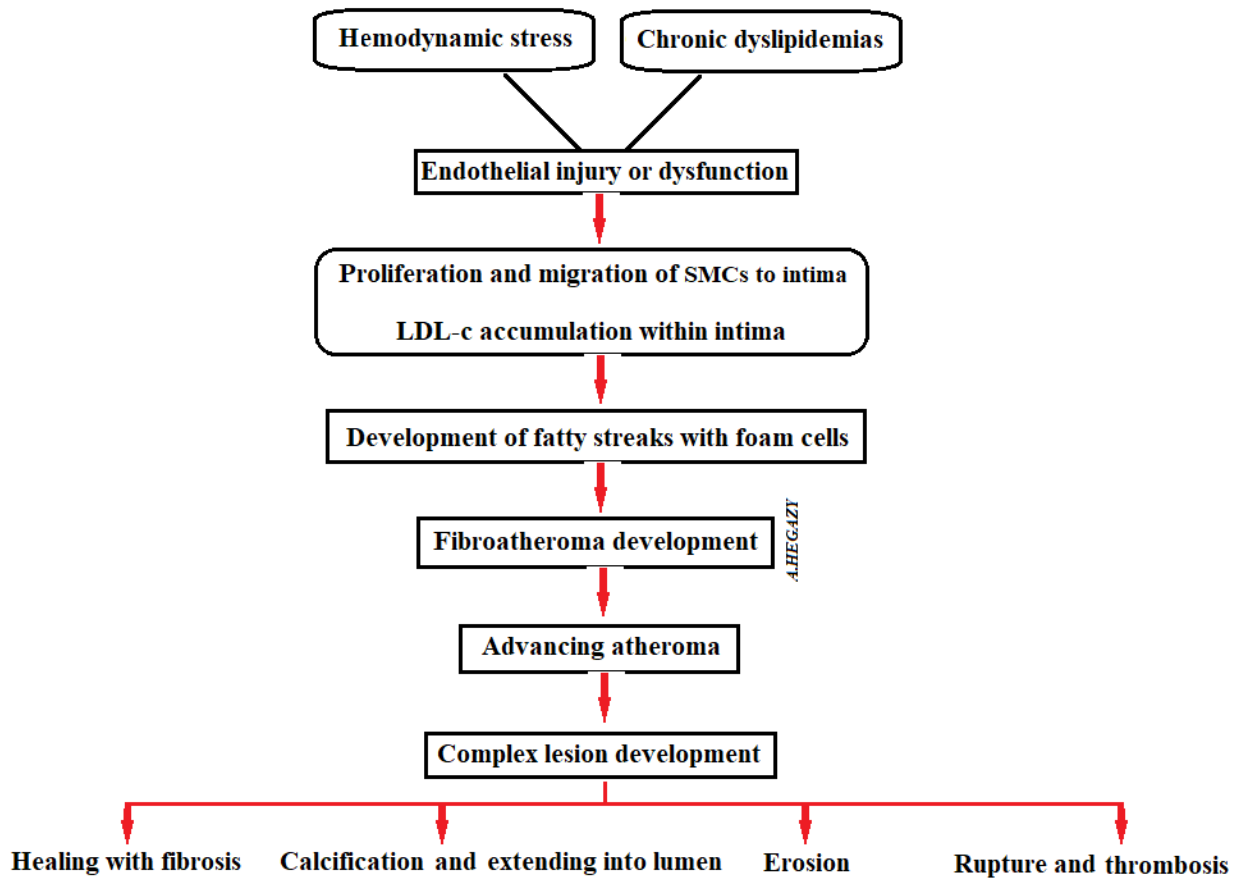 Hemodynamic stress
Chronic dyslipidemias
Endothelial injury or dysfunction
Proliferation and migration of SMCs to intima
LDL-c accumulation within intima
Development of fatty streaks with foam cells
Fibroatheroma development
A.HEGAZY
Advancing atheroma
Complex lesion development
Healing with fibrosis
Calcification and extending into lumen
Erosion
Rupture and thrombosis